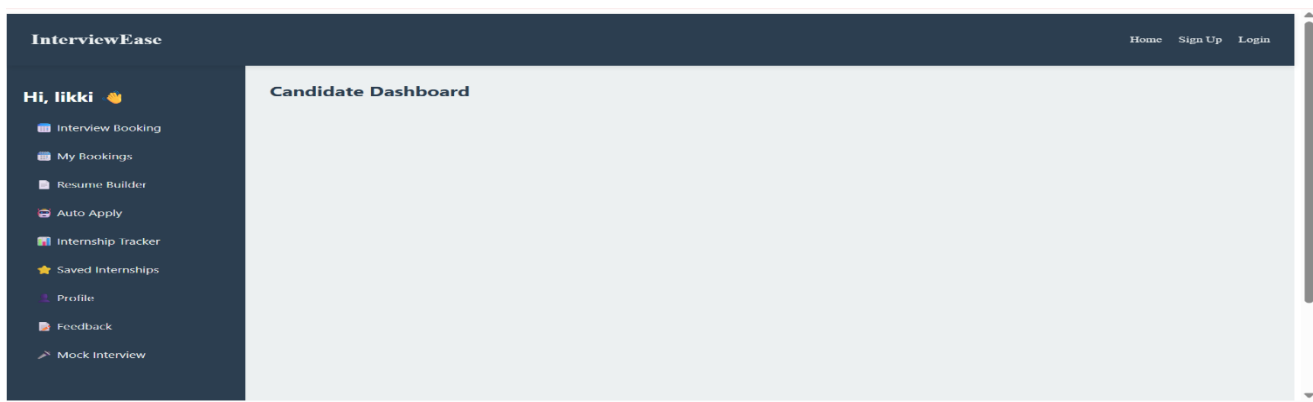 InterviewEase
Home Sign Up Login
Hi, likki 👋
Candidate Dashboard
Interview Booking
My Bookings
Resume Builder
Auto Apply
Internship Tracker
Saved Internships
Profile
Feedback
Mock Interview